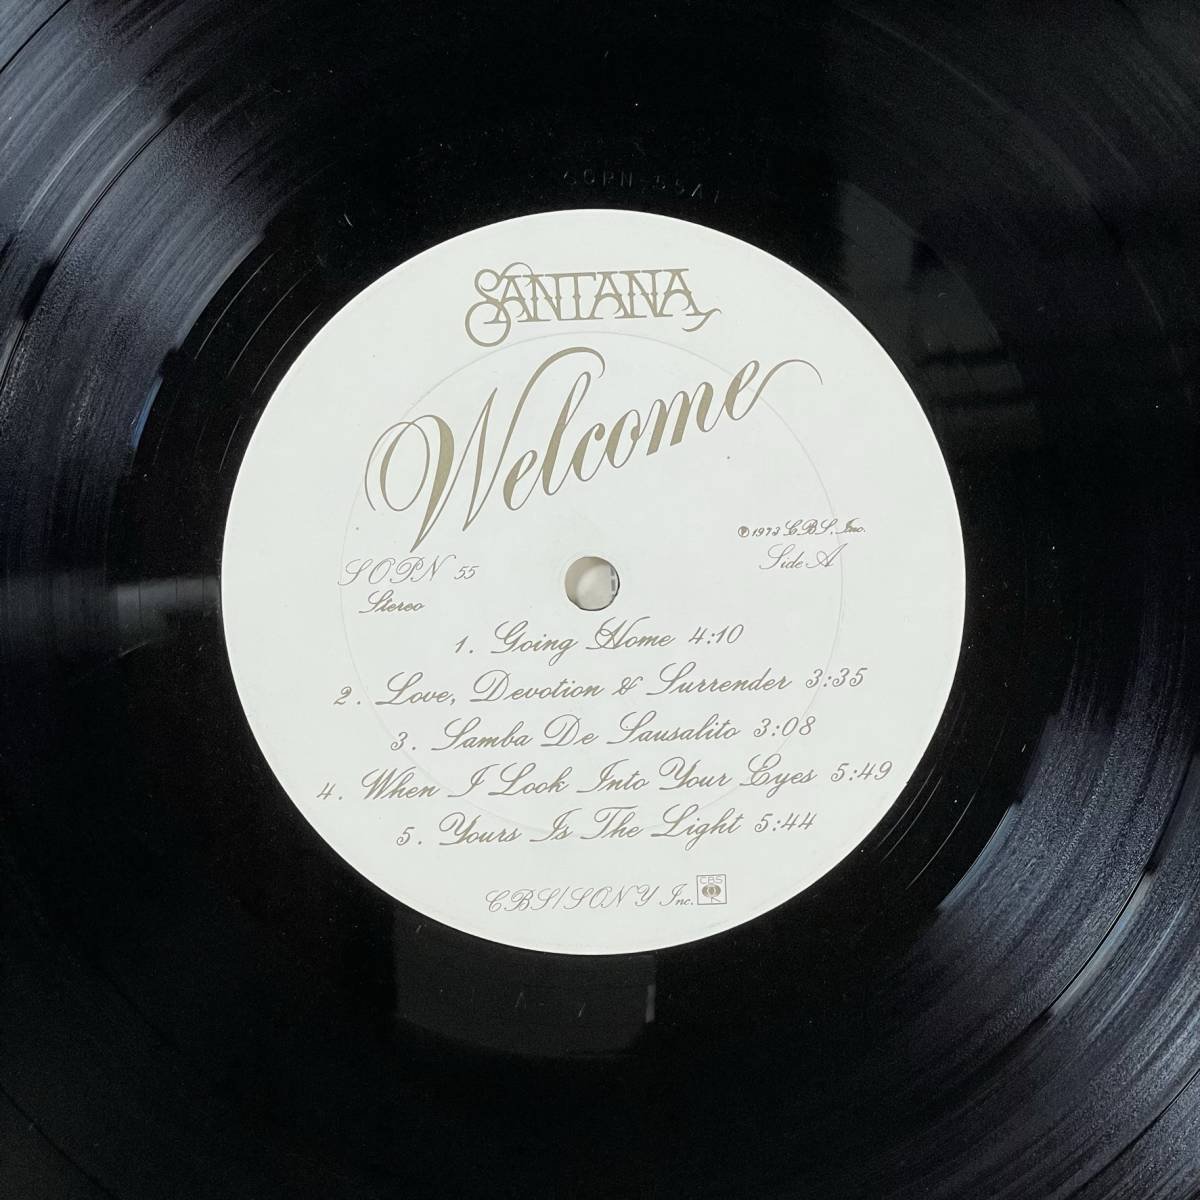 SOPN 55A1
SANTANA
Welcome
℗ 1973 CBS, Inc.
SOPN 55 Side A
Stereo
1. Going Home 4:10
2. Love, Devotion & Surrender 3:35
3. Samba De Sausalito 3:08
4. When I Look Into Your Eyes 5:49
5. Yours Is The Light 5:44
CBS/SONY Inc. CBS